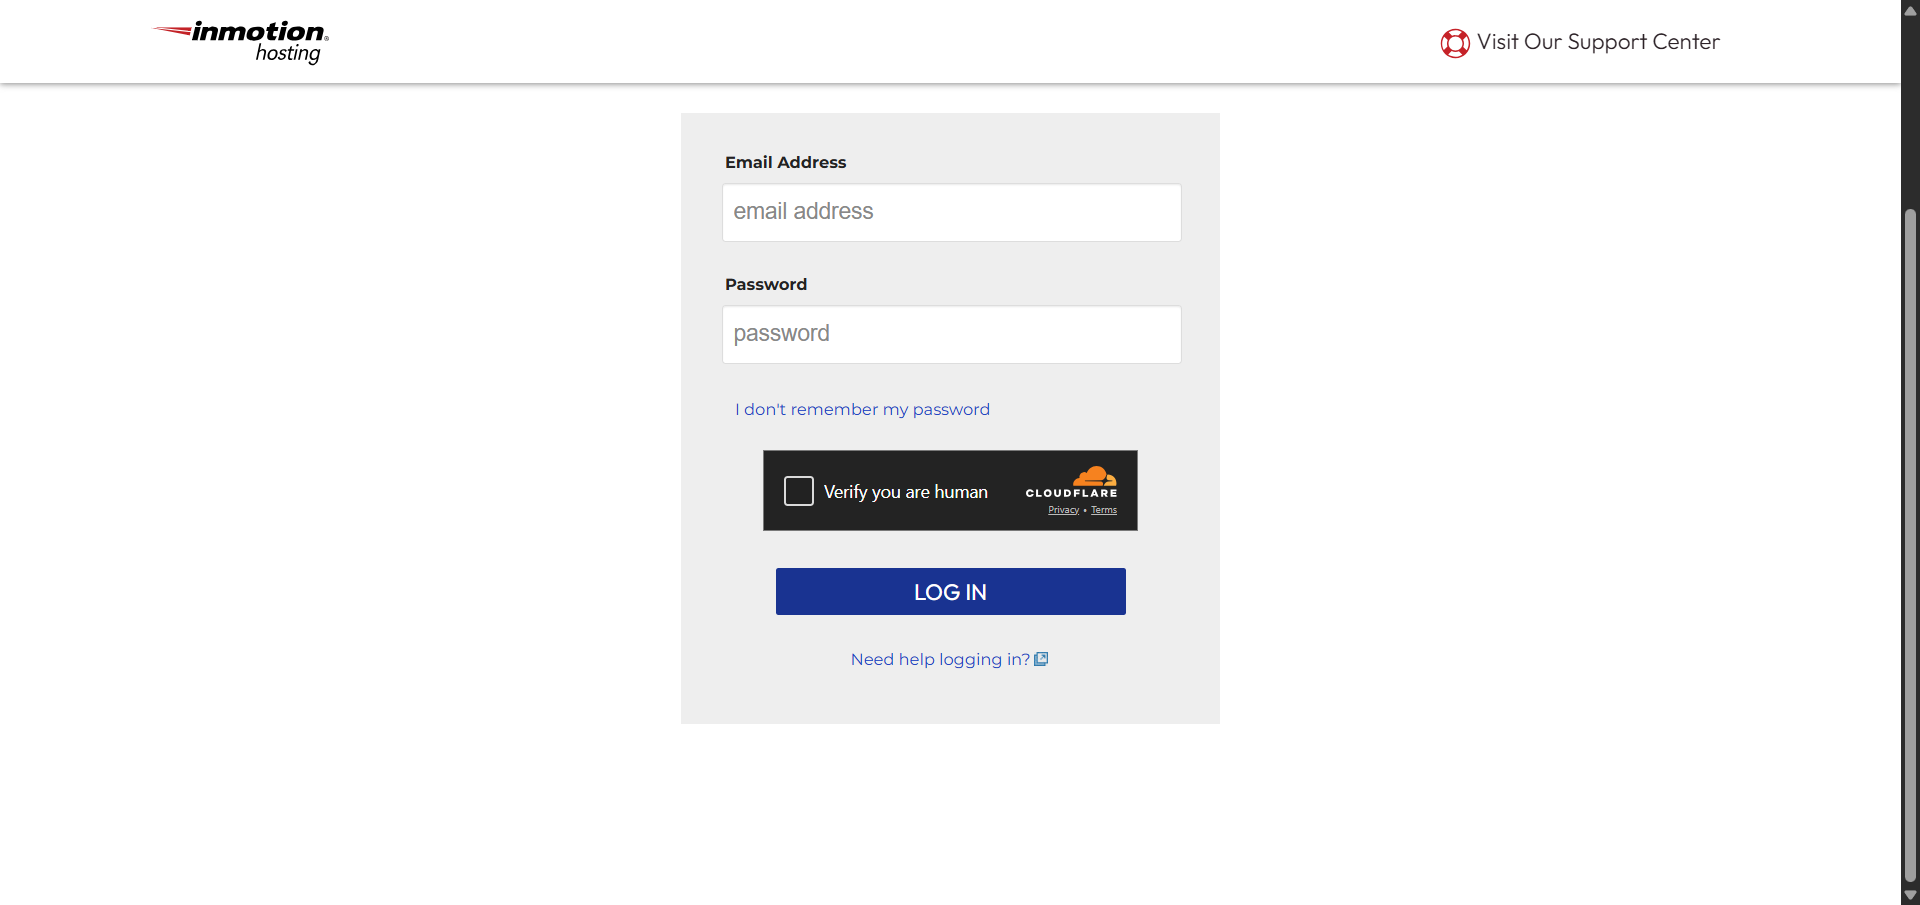 inmotion®
hosting
Visit Our Support Center
Email Address
email address
Password
password
I don't remember my password
Verify you are human
CLOUDFLARE
Privacy • Terms
LOG IN
Need help logging in?